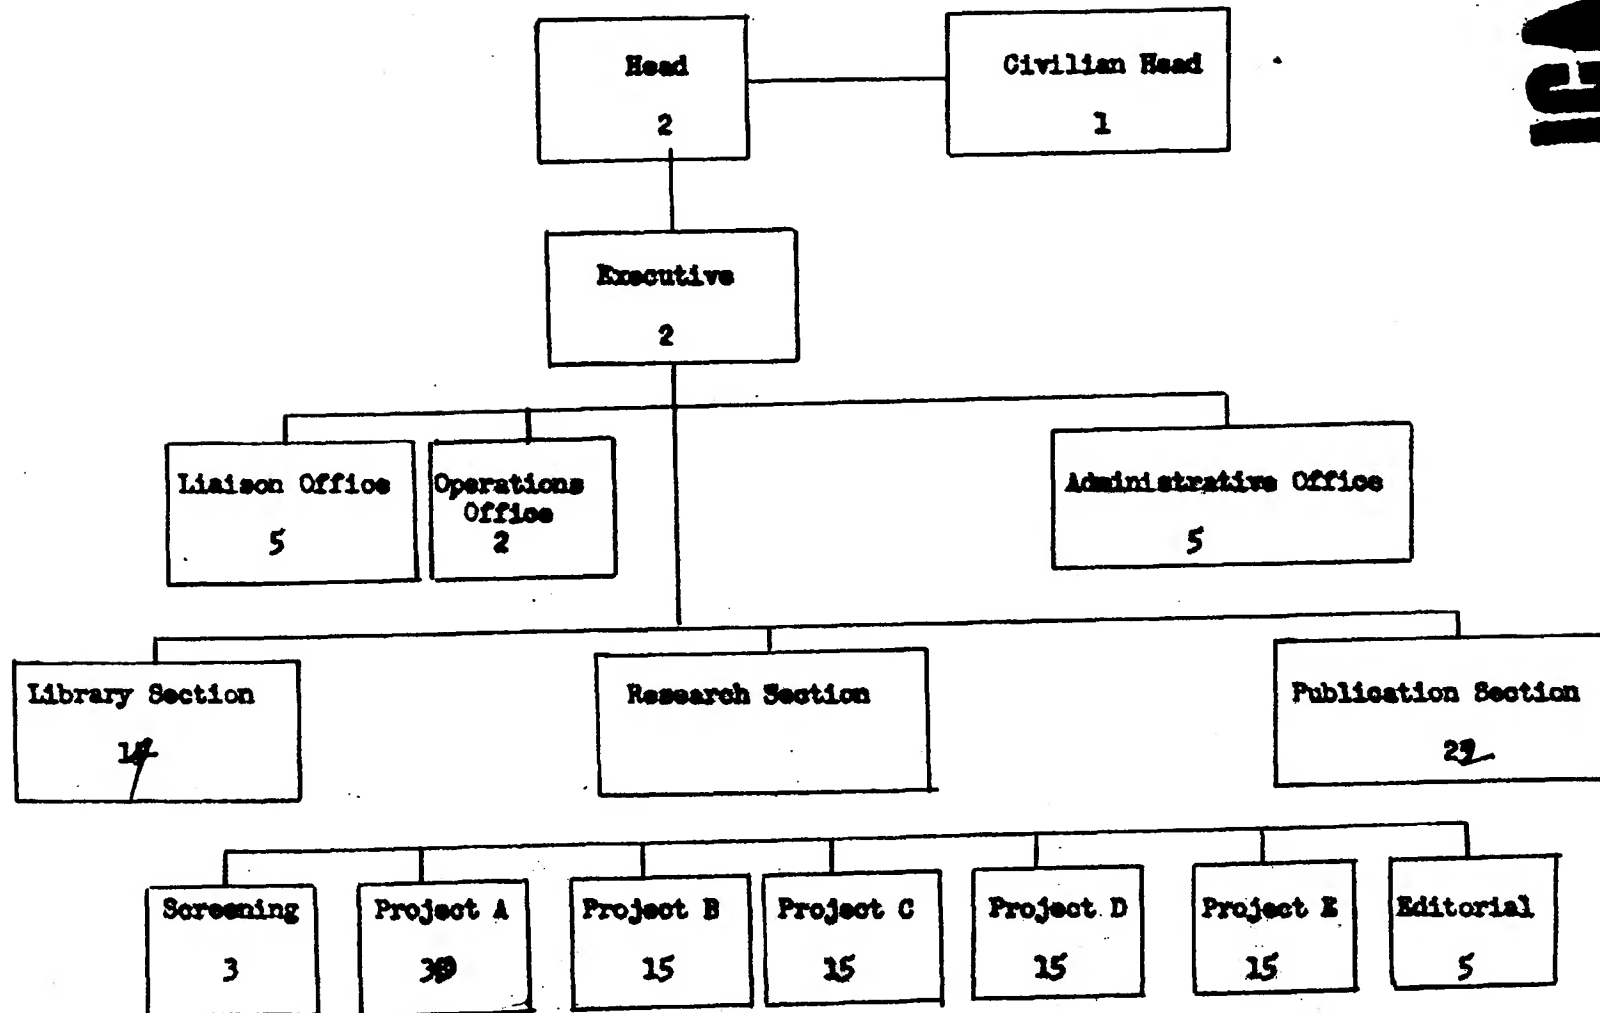 Head
2
Civilian Head
1
Executive
2
Liaison Office
5
Operations
Office
2
Administrative Office
5
Library Section
Research Section
Publication Section
Screening
3
Project A
Project B
15
Project C
15
Project D
15
Project E
15
Editorial
5